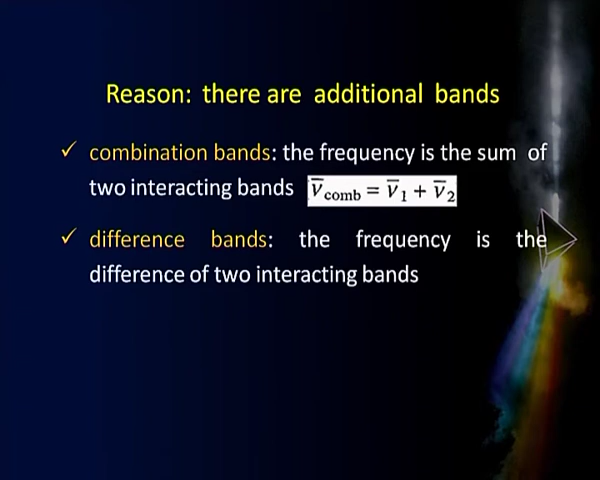 Reason: there are additional bands
✓ combination bands: the frequency is the sum of
two interacting bands ν̅comb = ν̅1 + ν̅2
✓ difference bands: the frequency is the
difference of two interacting bands